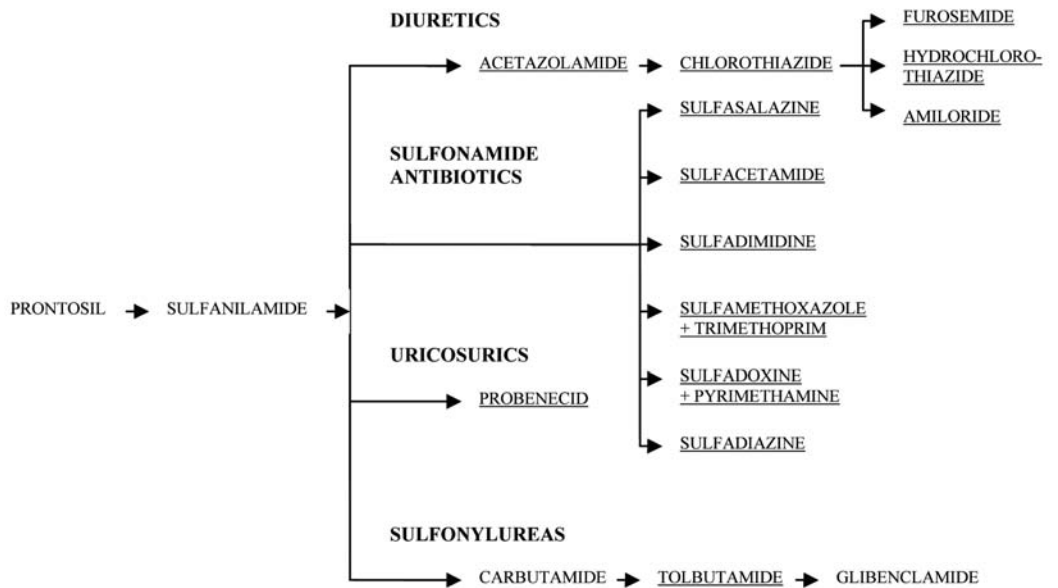 DIURETICS
FUROSEMIDE
ACETAZOLAMIDE
CHLOROTHIAZIDE
HYDROCHLORO-
THIAZIDE
AMILORIDE
SULFONAMIDE
ANTIBIOTICS
SULFASALAZINE
SULFACETAMIDE
SULFADIMIDINE
PRONTOSIL
SULFANILAMIDE
SULFAMETHOXAZOLE
+ TRIMETHOPRIM
SULFADOXINE
+ PYRIMETHAMINE
SULFADIAZINE
URICOSURICS
PROBENECID
SULFONYLUREAS
CARBUTAMIDE
TOLBUTAMIDE
GLIBENCLAMIDE